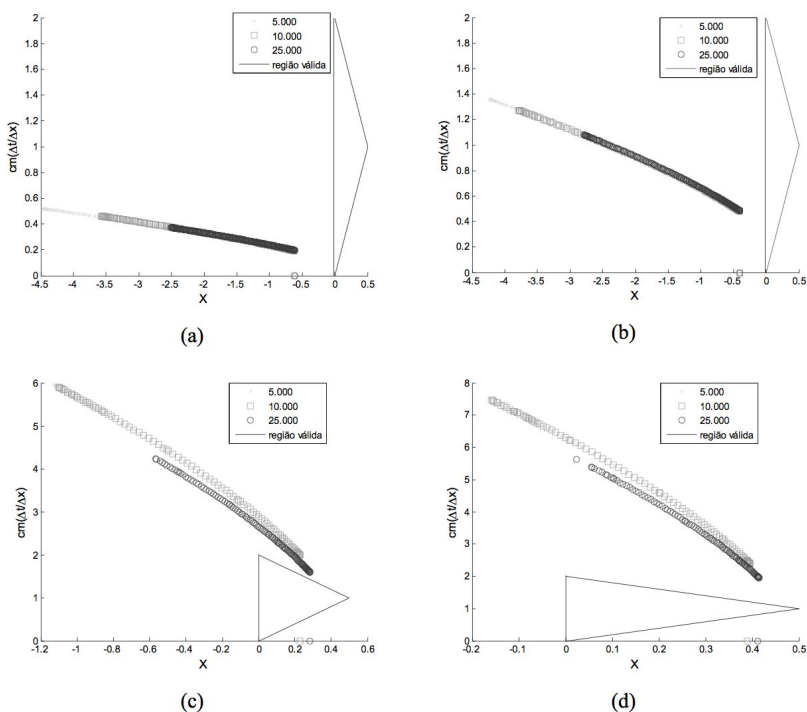 2
1.8
1.6
1.4
1.2
1
0.8
0.6
0.4
0.2
0
cm(Δt/Δx)
5.000
10.000
25.000
região válida
-4.5 -4 -3.5 -3 -2.5 -2 -1.5 -1 -0.5 0 0.5
X
(a)
2
1.8
1.6
1.4
1.2
1
0.8
0.6
0.4
0.2
0
cm(Δt/Δx)
5.000
10.000
25.000
região válida
-4.5 -4 -3.5 -3 -2.5 -2 -1.5 -1 -0.5 0 0.5
X
(b)
6
5
4
3
2
1
0
cm(Δt/Δx)
5.000
10.000
25.000
região válida
-1.2 -1 -0.8 -0.6 -0.4 -0.2 0 0.2 0.4 0.6
X
(c)
8
7
6
5
4
3
2
1
0
cm(Δt/Δx)
5.000
10.000
25.000
região válida
-0.2 -0.1 0 0.1 0.2 0.3 0.4 0.5
X
(d)